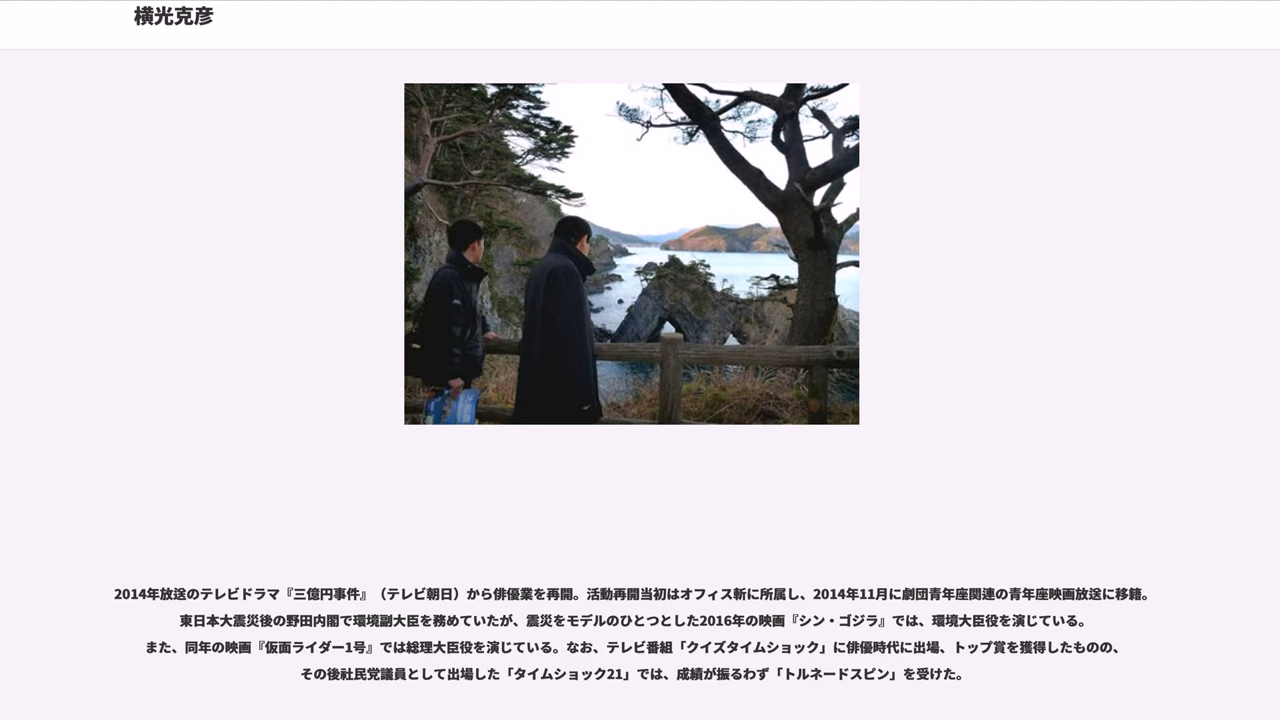 横光克彦
2014年放送のテレビドラマ『三億円事件』（テレビ朝日）から俳優業を再開。活動再開当初はオフィス斬に所属し、2014年11月に劇団青年座関連の青年座映画放送に移籍。
東日本大震災後の野田内閣で環境副大臣を務めていたが、震災をモデルのひとつとした2016年の映画『シン・ゴジラ』では、環境大臣役を演じている。
また、同年の映画『仮面ライダー1号』では総理大臣役を演じている。なお、テレビ番組「クイズタイムショック」に俳優時代に出場、トップ賞を獲得したものの、
その後社民党議員として出場した「タイムショック21」では、成績が振るわず「トルネードスピン」を受けた。